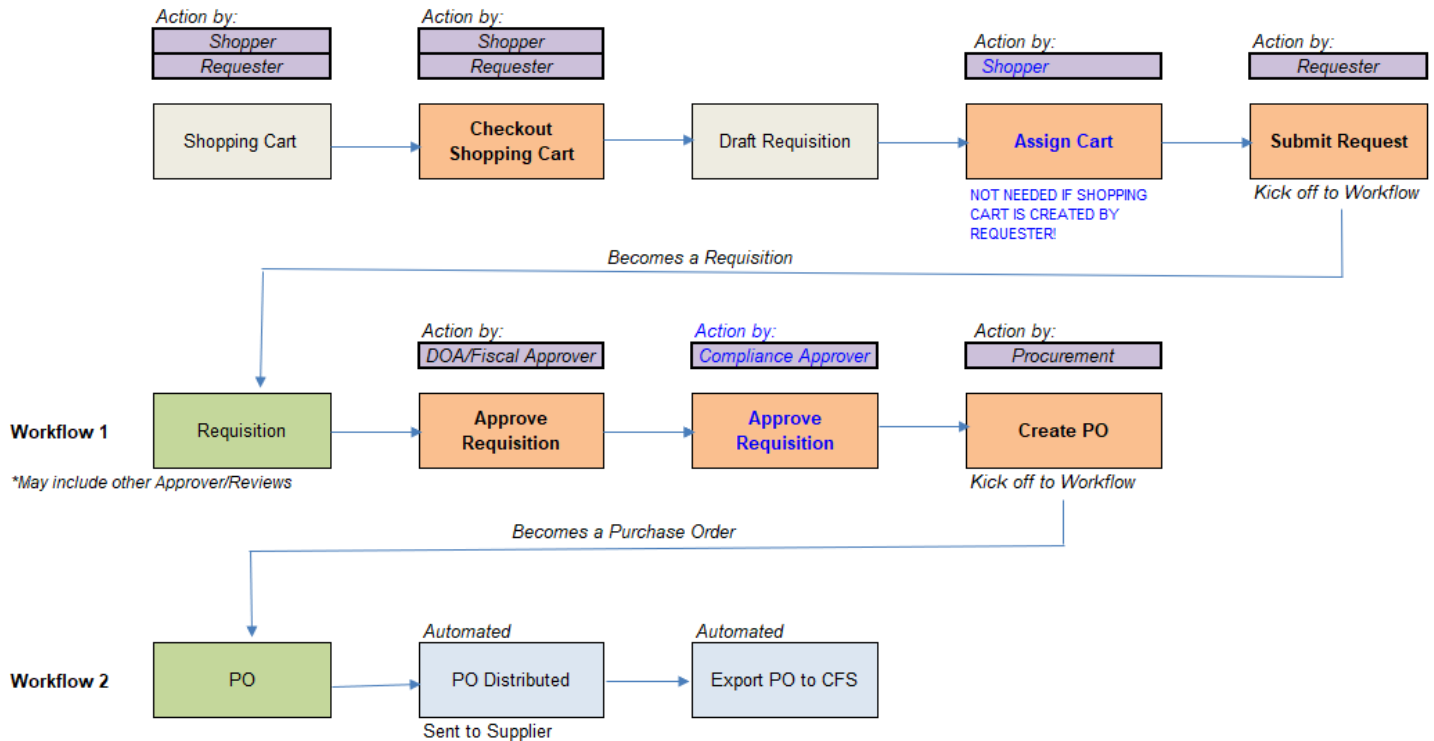 Action by:
Shopper
Requester
Action by:
Shopper
Requester
Action by:
Shopper
Action by:
Requester
Shopping Cart
Checkout
Shopping Cart
Draft Requisition
Assign Cart
Submit Request
NOT NEEDED IF SHOPPING
CART IS CREATED BY
REQUESTER!
Kick off to Workflow
Becomes a Requisition
Action by:
DOA/Fiscal Approver
Action by:
Compliance Approver
Action by:
Procurement
Workflow 1
Requisition
Approve
Requisition
Approve
Requisition
Create PO
*May include other Approver/Reviews
Kick off to Workflow
Becomes a Purchase Order
Automated
Automated
Workflow 2
PO
PO Distributed
Export PO to CFS
Sent to Supplier